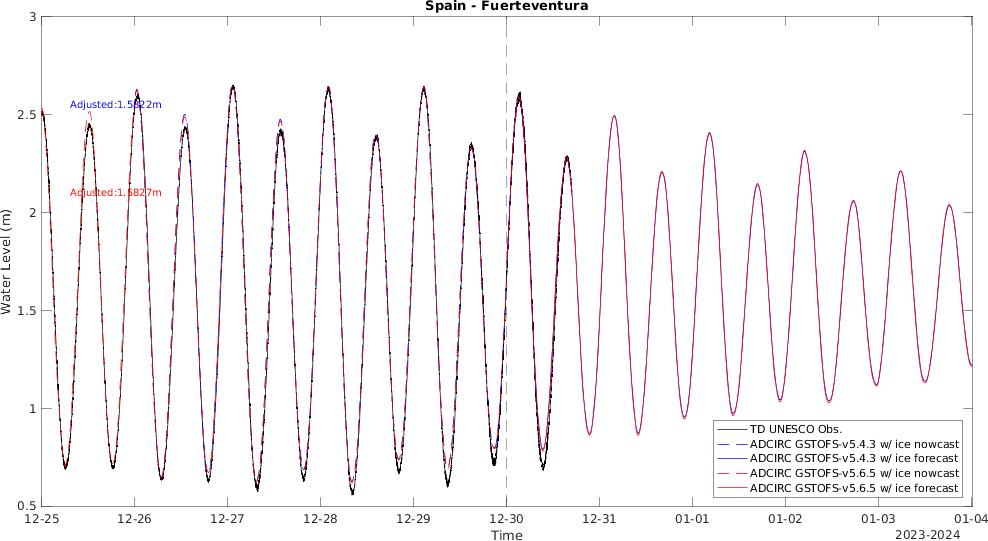 Spain - Fuerteventura
3
2.5
2
1.5
1
0.5
Water Level (m)
Adjusted:1.5822m
Adjusted:1.5827m
TD UNESCO Obs.
ADCIRC GSTOFS-v5.4.3 w/ ice nowcast
ADCIRC GSTOFS-v5.4.3 w/ ice forecast
ADCIRC GSTOFS-v5.6.5 w/ ice nowcast
ADCIRC GSTOFS-v5.6.5 w/ ice forecast
12-25 12-26 12-27 12-28 12-29 12-30 12-31 01-01 01-02 01-03 01-04
Time
2023-2024